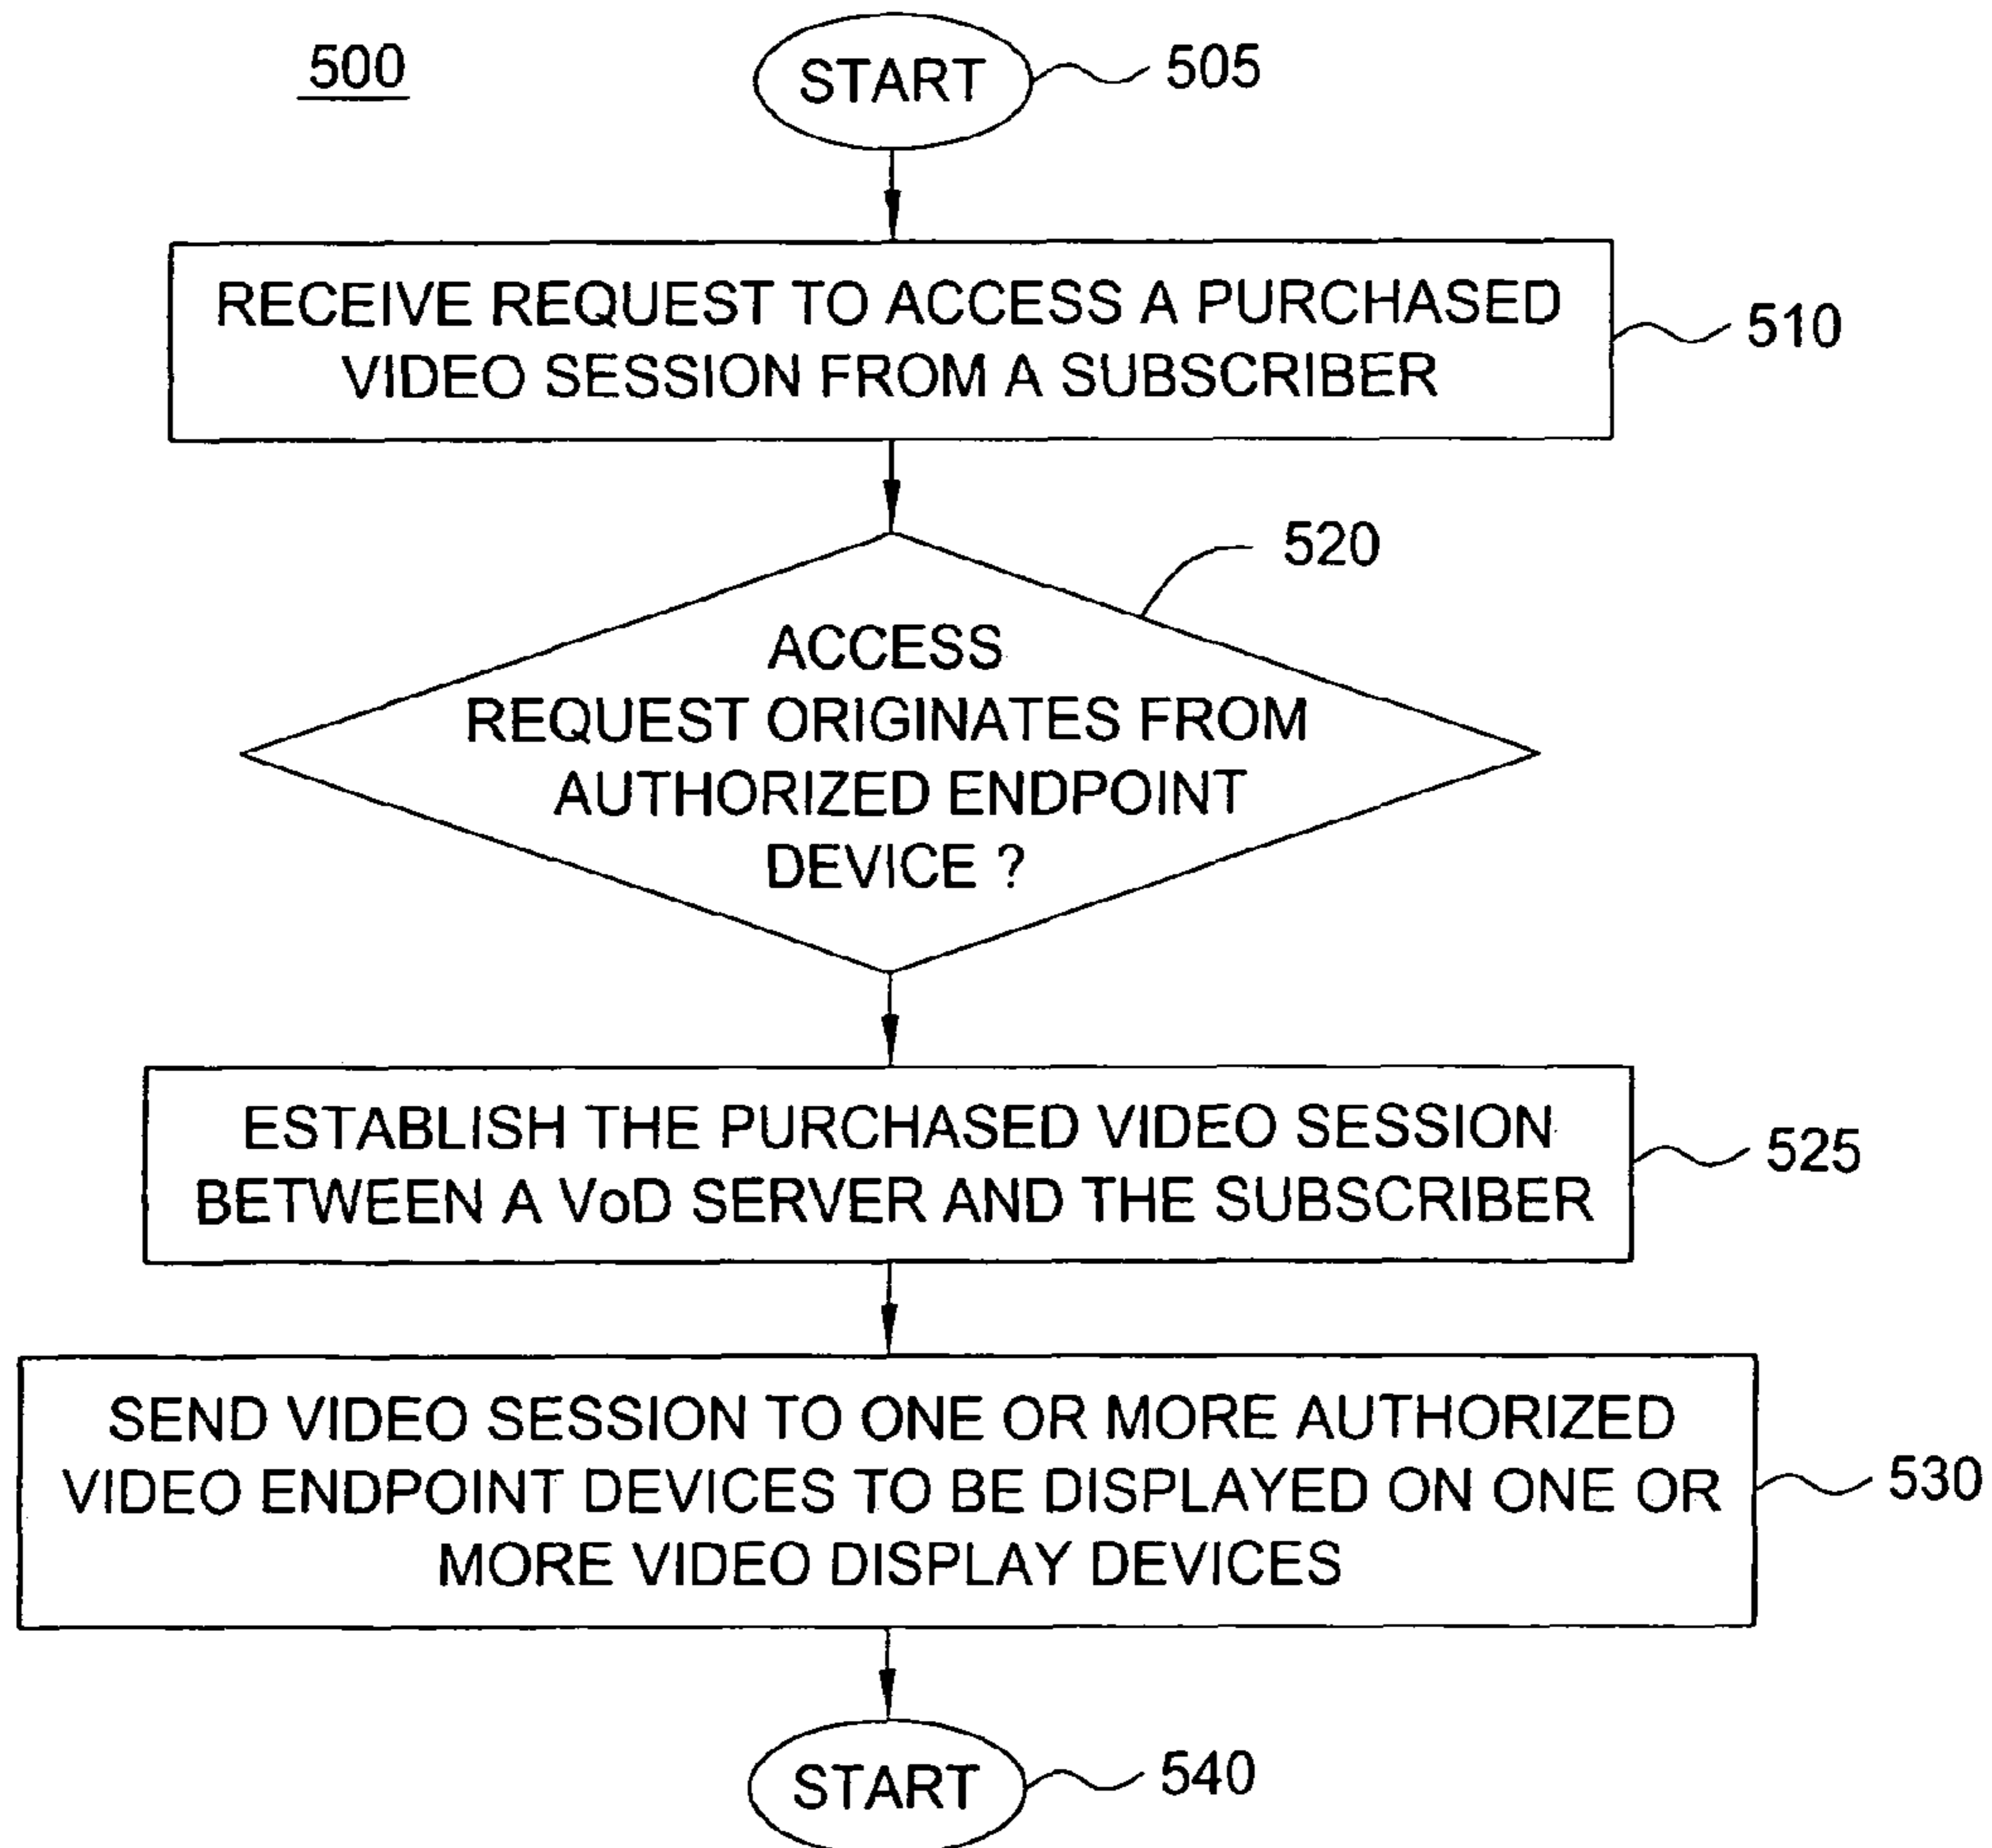 500
START
505
RECEIVE REQUEST TO ACCESS A PURCHASED
VIDEO SESSION FROM A SUBSCRIBER
510
520
ACCESS
REQUEST ORIGINATES FROM
AUTHORIZED ENDPOINT
DEVICE ?
ESTABLISH THE PURCHASED VIDEO SESSION
BETWEEN A VoD SERVER AND THE SUBSCRIBER
525
SEND VIDEO SESSION TO ONE OR MORE AUTHORIZED
VIDEO ENDPOINT DEVICES TO BE DISPLAYED ON ONE OR
MORE VIDEO DISPLAY DEVICES
530
START
540